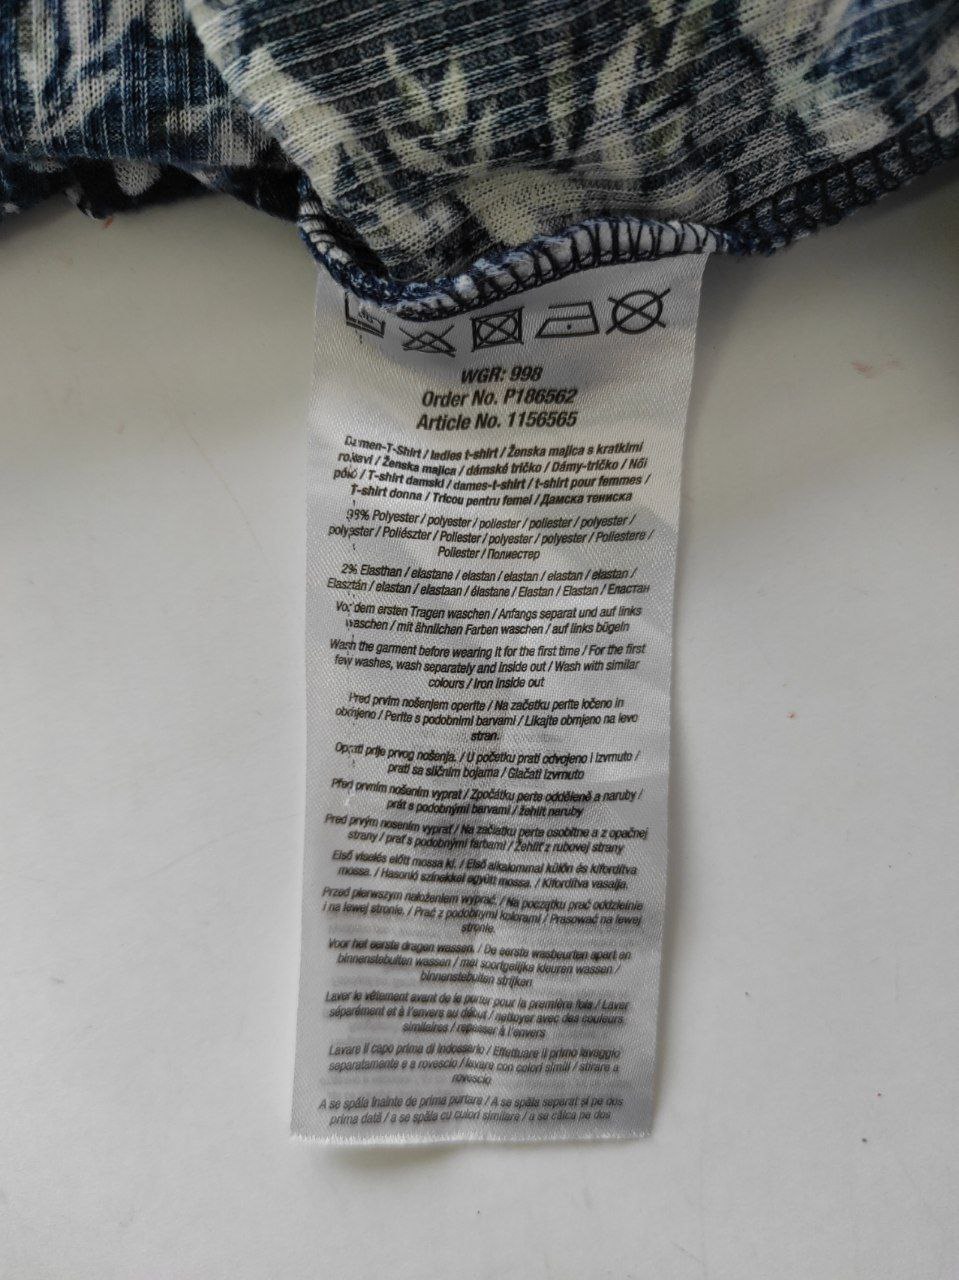 WGR: 998
Order No. P186562
Article No. 1156565
Damen-T-Shirt / ladies t-shirt / Ženska majica s kratkimi
rokavi / Ženska majica / dámské tričko / Dámy-tričko / Női
póló / T-shirt damski / dames-t-shirt / t-shirt pour femmes /
T-shirt donna / Tricou pentru femei / Дамска тениска
98% Polyester / polyester / poliester / poliester / polyester /
polyester / Poliészter / Poliester / polyester / polyester / Poliestere /
Poliester / Полиестер
2% Elasthan / elastane / elastan / elastan / elastan / elastan /
Elasztán / elastan / elastaan / élastane / Elastan / Elastan / Еластан
Vor dem ersten Tragen waschen / Anfangs separat und auf links
waschen / mit ähnlichen Farben waschen / auf links bügeln
Wash the garment before wearing it for the first time / For the first
few washes, wash separately and inside out / Wash with similar
colours / Iron inside out
Pred prvim nošenjem operite / Na začetku perite ločeno in
obrnjeno / Perite s podobnimi barvami / Likajte obrnjeno na levo
stran.
Oprati prije prvog nošenja. / U početku prati odvojeno i izvrnuto /
prati sa sličnim bojama / Glačati izvrnuto
Před prvním nošením vyprat / Zpočátku perte odděleně a naruby /
prát s podobnými barvami / žehlit naruby
Pred prvým nosením vyprať / Na začiatku perte osobitne a z opačnej
strany / prať s podobnými farbami / Žehliť z rubovej strany
Első viselés előtt mossa ki. / Első alkalommal külön és kifordítva
mossa. / Hasonló színekkel együtt mossa. / Kifordítva vasalja.
Przed pierwszym nałożeniem wyprać. / Na początku prać oddzielnie
i na lewej stronie. / Prać z podobnymi kolorami / Prasować na lewej
stronie.
Voor het eerste dragen wassen. / De eerste wasbeurten apart en
binnenstebuiten wassen / met soortgelijke kleuren wassen /
binnenstebuiten strijken
Laver le vêtement avant de le porter pour la première fois / Laver
séparément et à l'envers au début / nettoyer avec des couleurs
similaires / repasser à l'envers
Lavare il capo prima di indossarlo / Effettuare il primo lavaggio
separatamente e a rovescio / lavare con colori simili / stirare a
rovescio
A se spăla înainte de prima purtare / A se spăla separat și pe dos
prima dată / a se spăla cu culori similare / a se călca pe dos